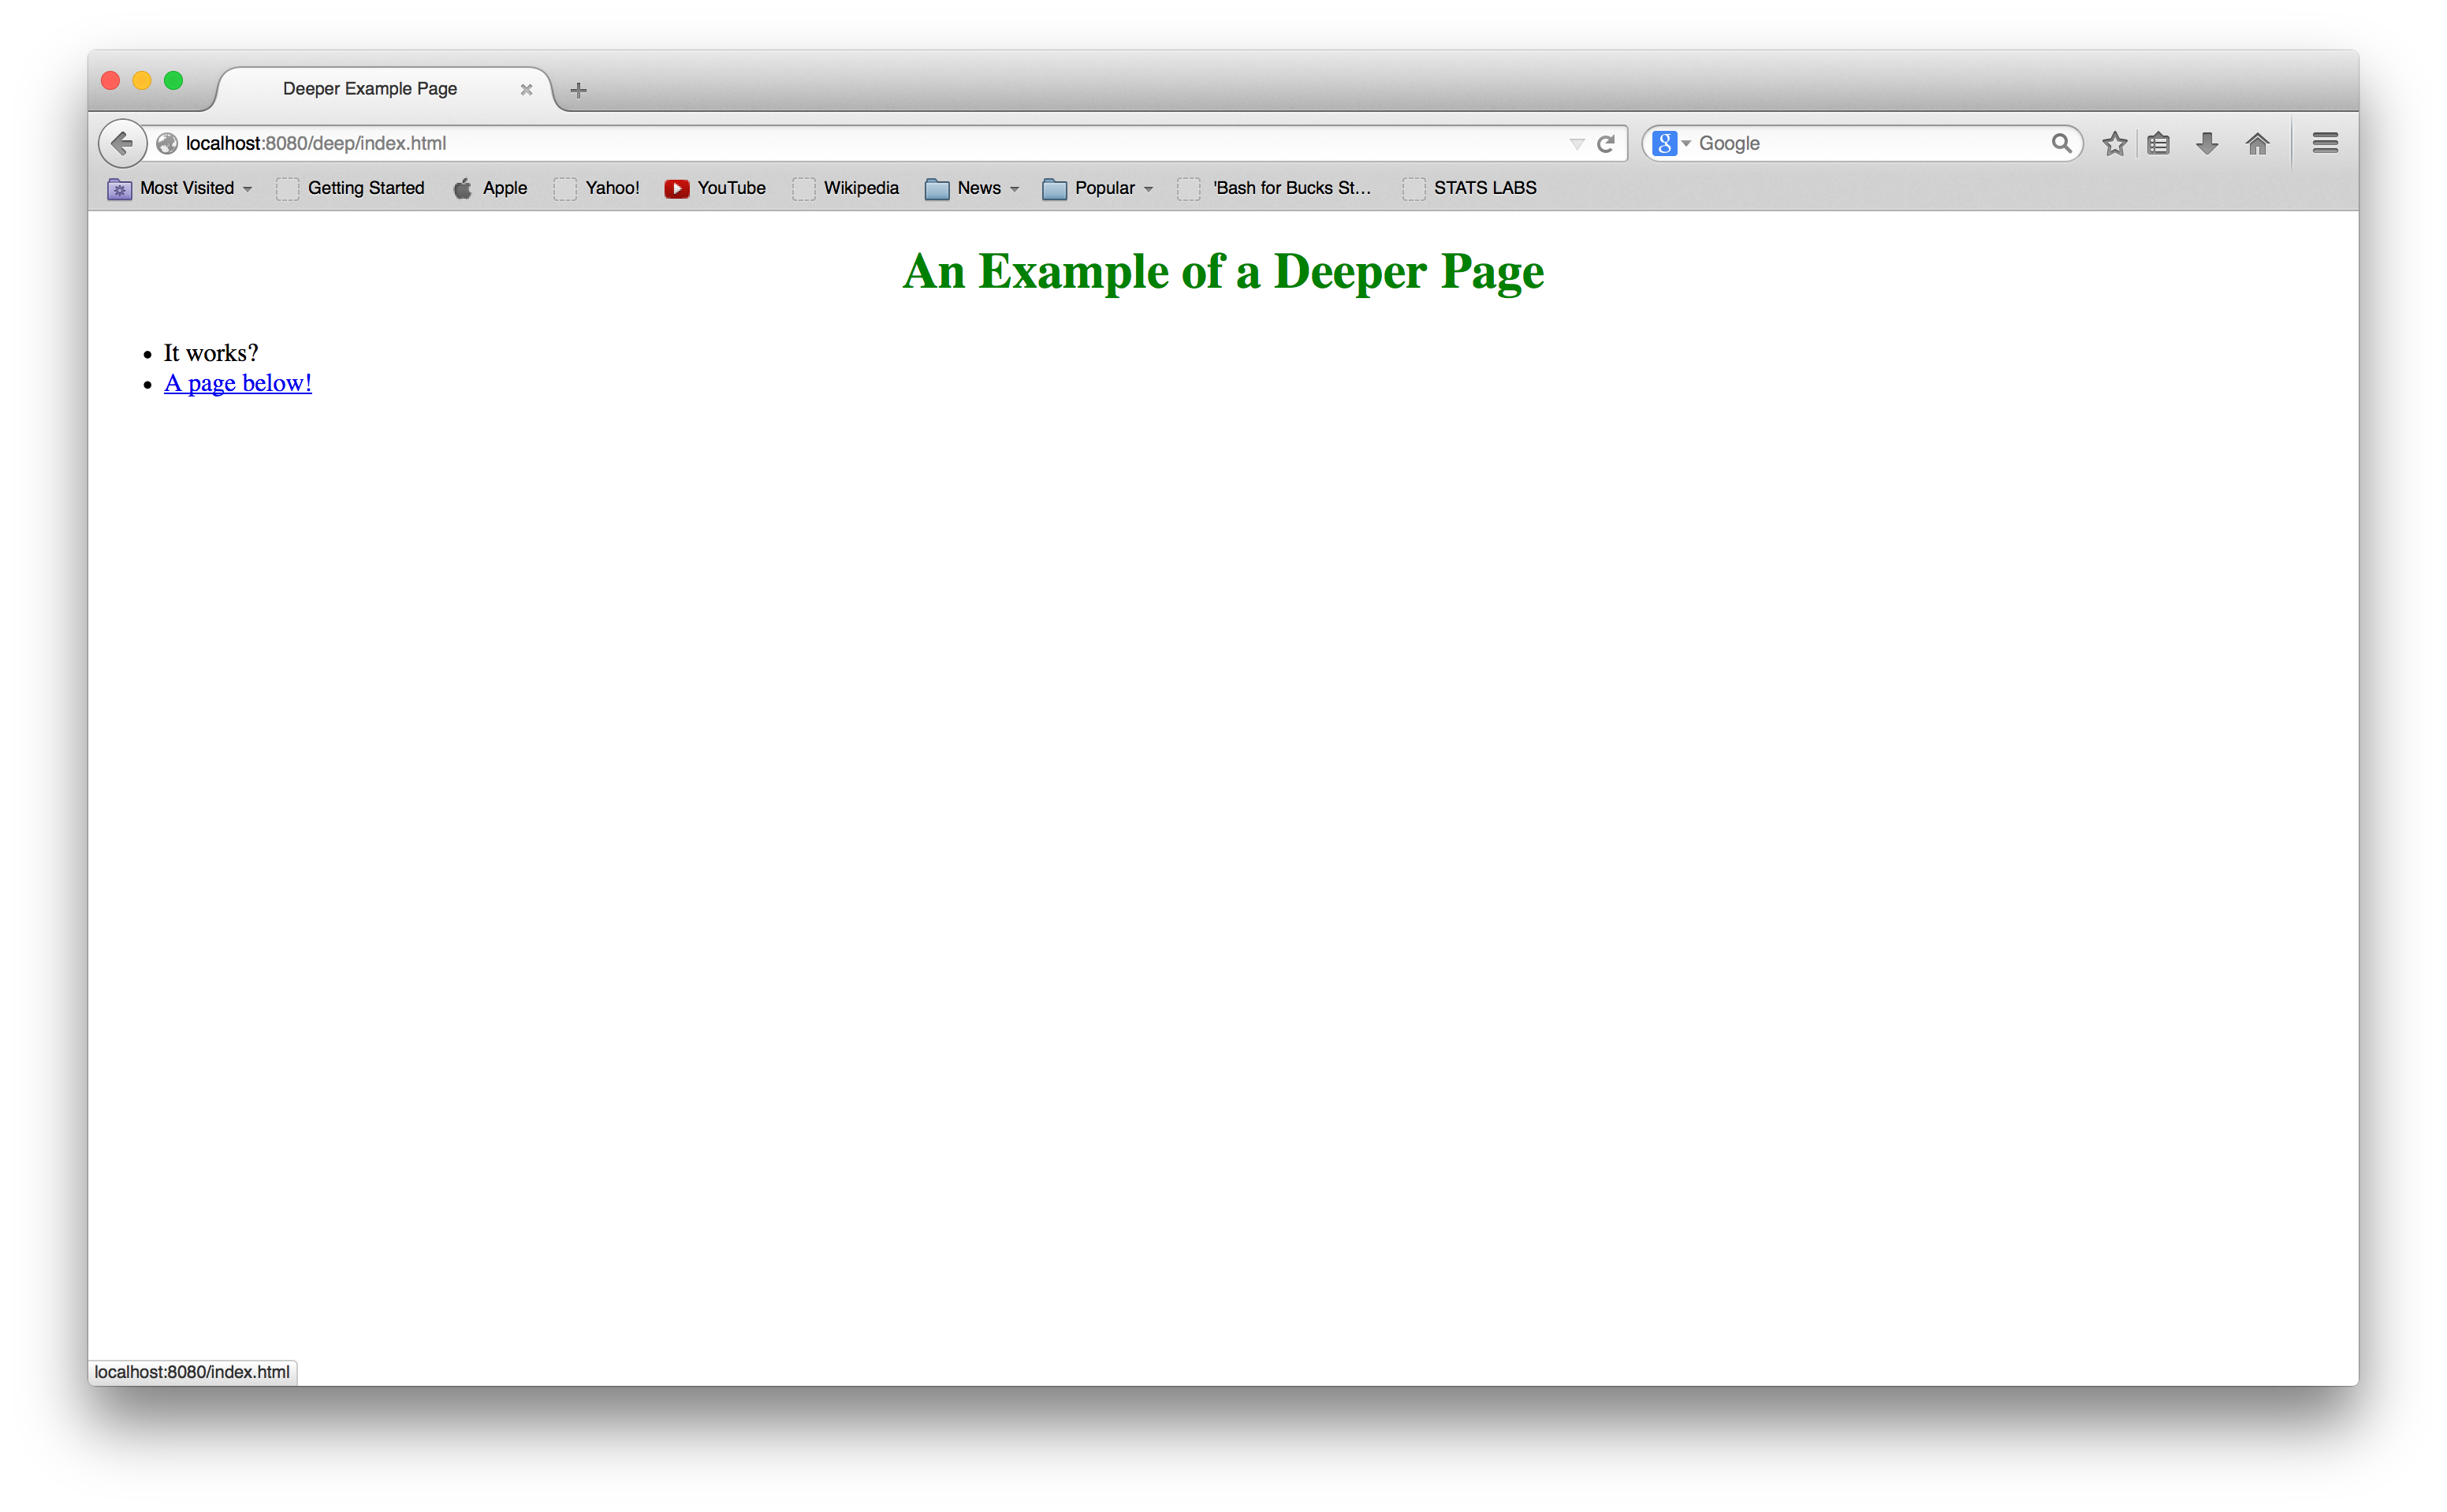 Deeper Example Page
localhost:8080/deep/index.html
Google
Most Visited Getting Started Apple Yahoo! YouTube Wikipedia News Popular 'Bash for Bucks St... STATS LABS
An Example of a Deeper Page
It works?
A page below!
localhost:8080/index.html